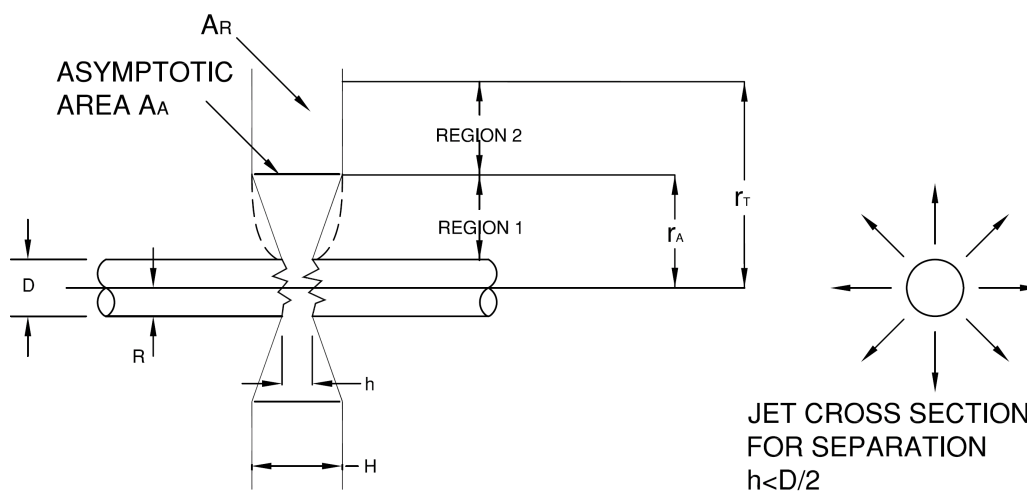 AR
ASYMPTOTIC
AREA AA
REGION 2
REGION 1
rT
rA
D
R
h
H
JET CROSS SECTION
FOR SEPARATION
h<D/2